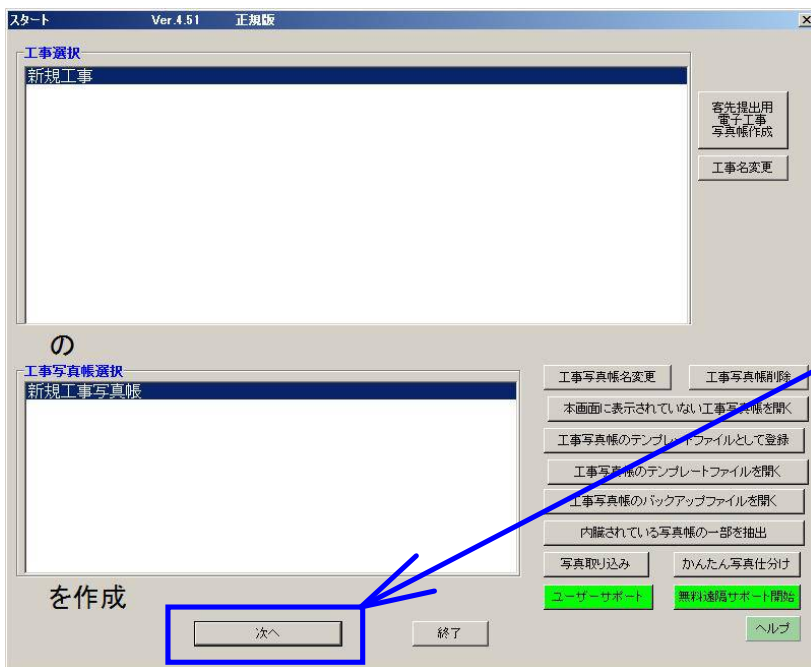 スタート Ver.4.51 正規版
工事選択
新規工事
客先提出用
電子工事
写真帳作成
工事名変更
の
工事写真帳選択
新規工事写真帳
工事写真帳名変更 工事写真帳削除
本画面に表示されていない工事写真帳を開く
工事写真帳のテンプレートファイルとして登録
工事写真帳のテンプレートファイルを開く
工事写真帳のバックアップファイルを開く
内臓されている写真帳の一部を抽出
写真取り込み かんたん写真仕分け
を作成
ユーザーサポート 無料遠隔サポート開始
次へ 終了 ヘルプ